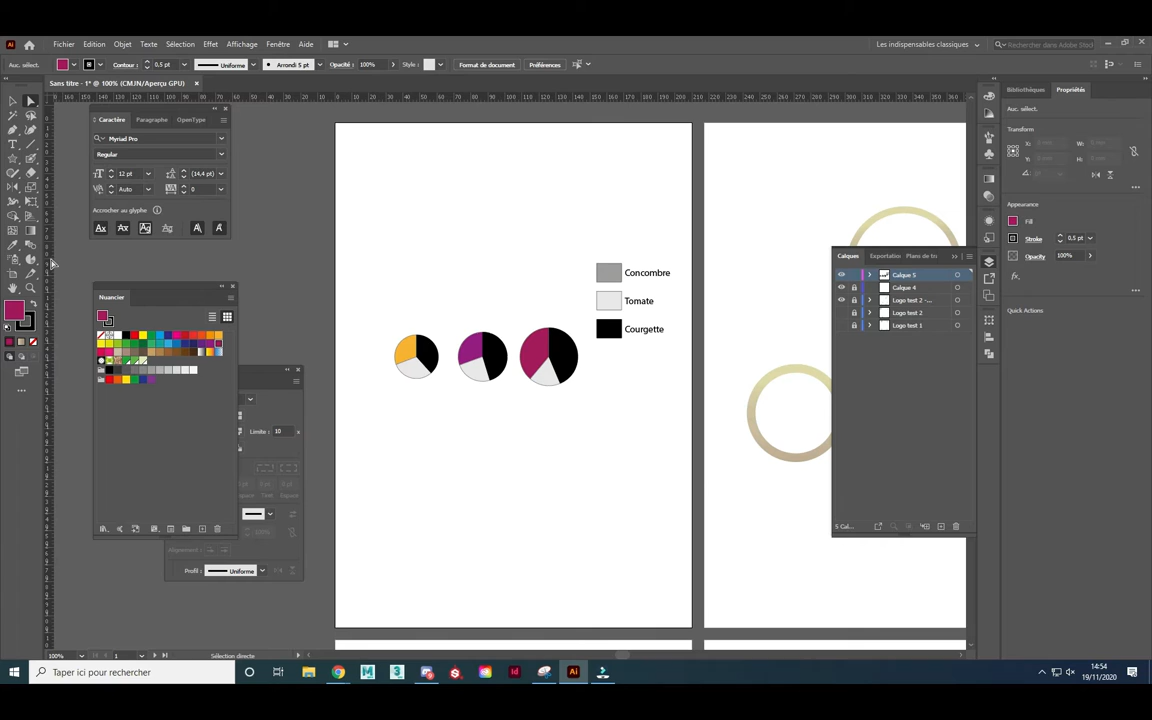 Ai Fichier Edition Objet Texte Sélection Effet Affichage Fenêtre Aide Les indispensables classiques Rechercher dans Adobe Stock
Auc. sélect. Contour : 0,5 pt Uniforme Arrondi 5 pt Opacité : 100% Style : Format de document Préférences
Sans titre - 1* @ 100% (CMJN/Aperçu GPU)
Caractère Paragraphe OpenType
Myriad Pro
Regular
12 pt (14,4 pt)
Auto 0
Accrocher au glyphe
Nuancier
Limite : 10 x
Alignement :
Profil : Uniforme
Concombre
Tomate
Courgette
Calques Exportatio Plans de tra
Calque 5
Calque 4
Logo test 2 -...
Logo test 2
Logo test 1
5 Cal...
Bibliothèques Propriétés
Auc. sélect.
Transform
X: W:
Y: H:
Appearance
Fill
Stroke 0,5 pt
Opacity 100%
Quick Actions
100% 1 Sélection directe
Taper ici pour rechercher
14:54
19/11/2020